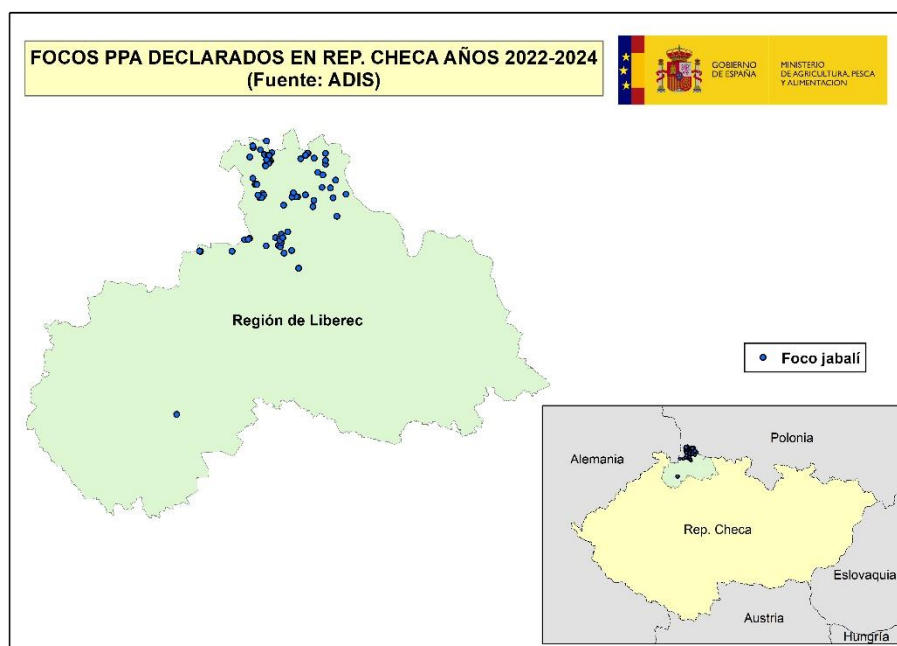 FOCOS PPA DECLARADOS EN REP. CHECA AÑOS 2022-2024
(Fuente: ADIS)
GOBIERNO
DE ESPAÑA
MINISTERIO
DE AGRICULTURA, PESCA
Y ALIMENTACIÓN
Región de Liberec
Foco jabalí
Alemania
Polonia
Rep. Checa
Eslovaquia
Austria
Hungría